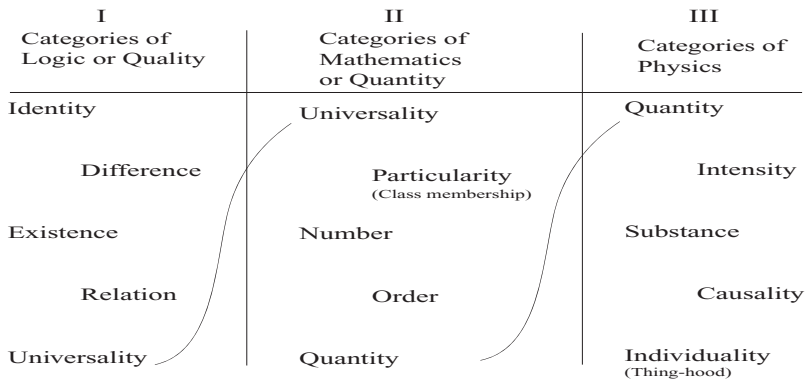 I
Categories of
Logic or Quality
II
Categories of
Mathematics
or Quantity
III
Categories of
Physics
Identity
Difference
Existence
Relation
Universality
Universality
Particularity
(Class membership)
Number
Order
Quantity
Quantity
Intensity
Substance
Causality
Individuality
(Thing-hood)